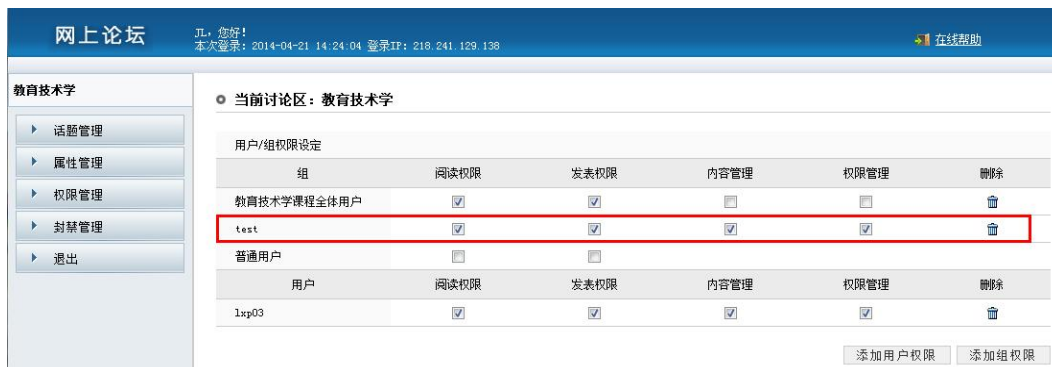 网上论坛
兀，您好！
本次登录：2014-04-21 14:24:04 登录IP：218.241.129.138
在线帮助
教育技术学
话题管理
属性管理
权限管理
封禁管理
退出
当前讨论区：教育技术学
用户/组权限设定
组 阅读权限 发表权限 内容管理 权限管理 删除
教育技术学课程全体用户
test
普通用户
用户 阅读权限 发表权限 内容管理 权限管理 删除
lxp03
添加用户权限 添加组权限